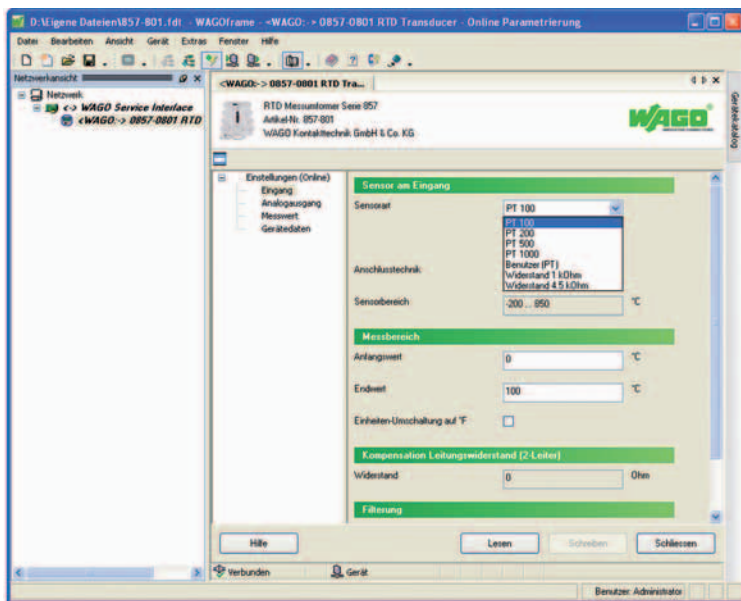 D:\Eigene Dateien\857-801.fdt - WAGOframe - <WAGO:-> 0857-0801 RTD Transducer - Online Parametrierung
Datei Bearbeiten Ansicht Gerät Extras Fenster Hilfe
Netzwerkansicht
Netzwerk
<-> WAGO Service Interface
<WAGO:-> 0857-0801 RTD
<WAGO:-> 0857-0801 RTD Tra...
RTD Messumformer Serie 857
Artikel-Nr. 857-801
WAGO Kontakttechnik GmbH & Co. KG
WAGO
Gerätekatalog
Einstellungen (Online)
Eingang
Analogausgang
Messwert
Gerätedaten
Sensor am Eingang
Sensorart
PT 100
PT 100
PT 200
PT 500
PT 1000
Benutzer (PT)
Widerstand 1 kOhm
Widerstand 4.5 kOhm
Anschlusstechnik
Sensorbereich
-200 ... 850
°C
Messbereich
Anfangswert
0
°C
Endwert
100
°C
Einheiten-Umschaltung auf °F
Kompensation Leitungswiderstand (2-Leiter)
Widerstand
0
Ohm
Filterung
Hilfe
Lesen
Schreiben
Schliessen
Verbunden
Gerät
Benutzer: Administrator